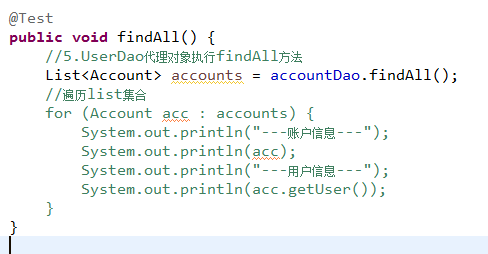 @Test
public void findAll() {
    //5.UserDao代理对象执行findAll方法
    List<Account> accounts = accountDao.findAll();
    //遍历list集合
    for (Account acc : accounts) {
        System.out.println("---账户信息---");
        System.out.println(acc);
        System.out.println("---用户信息---");
        System.out.println(acc.getUser());
    }
}